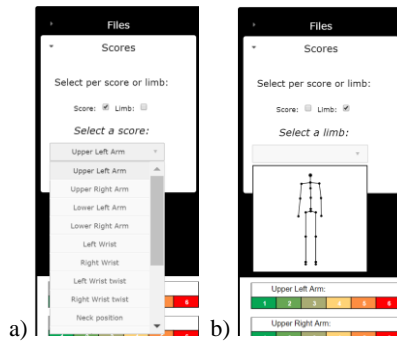 Files
Scores
Select per score or limb:
Score: Limb:
Select a score:
Upper Left Arm
Upper Left Arm
Upper Right Arm
Lower Left Arm
Lower Right Arm
Left Wrist
Right Wrist
Left Wrist twist
Right Wrist twist
Neck position
6
a)
Files
Scores
Select per score or limb:
Score: Limb:
Select a limb:
Upper Left Arm:
1 2 3 4 5 6
Upper Right Arm:
b)